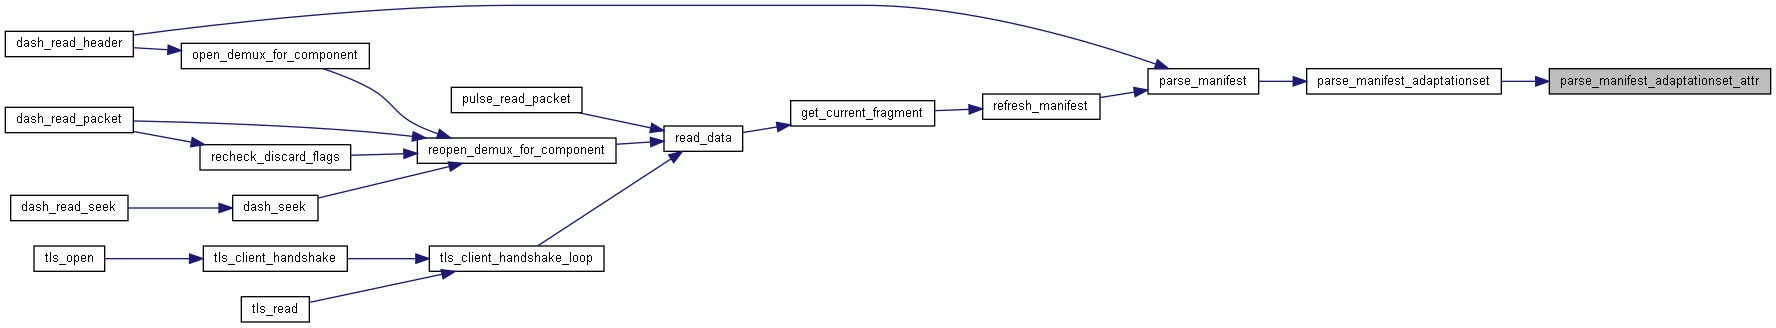 dash_read_header
open_demux_for_component
parse_manifest
parse_manifest_adaptationset
parse_manifest_adaptationset_attr
pulse_read_packet
refresh_manifest
get_current_fragment
dash_read_packet
read_data
recheck_discard_flags
reopen_demux_for_component
dash_read_seek
dash_seek
tls_open
tls_client_handshake
tls_client_handshake_loop
tls_read